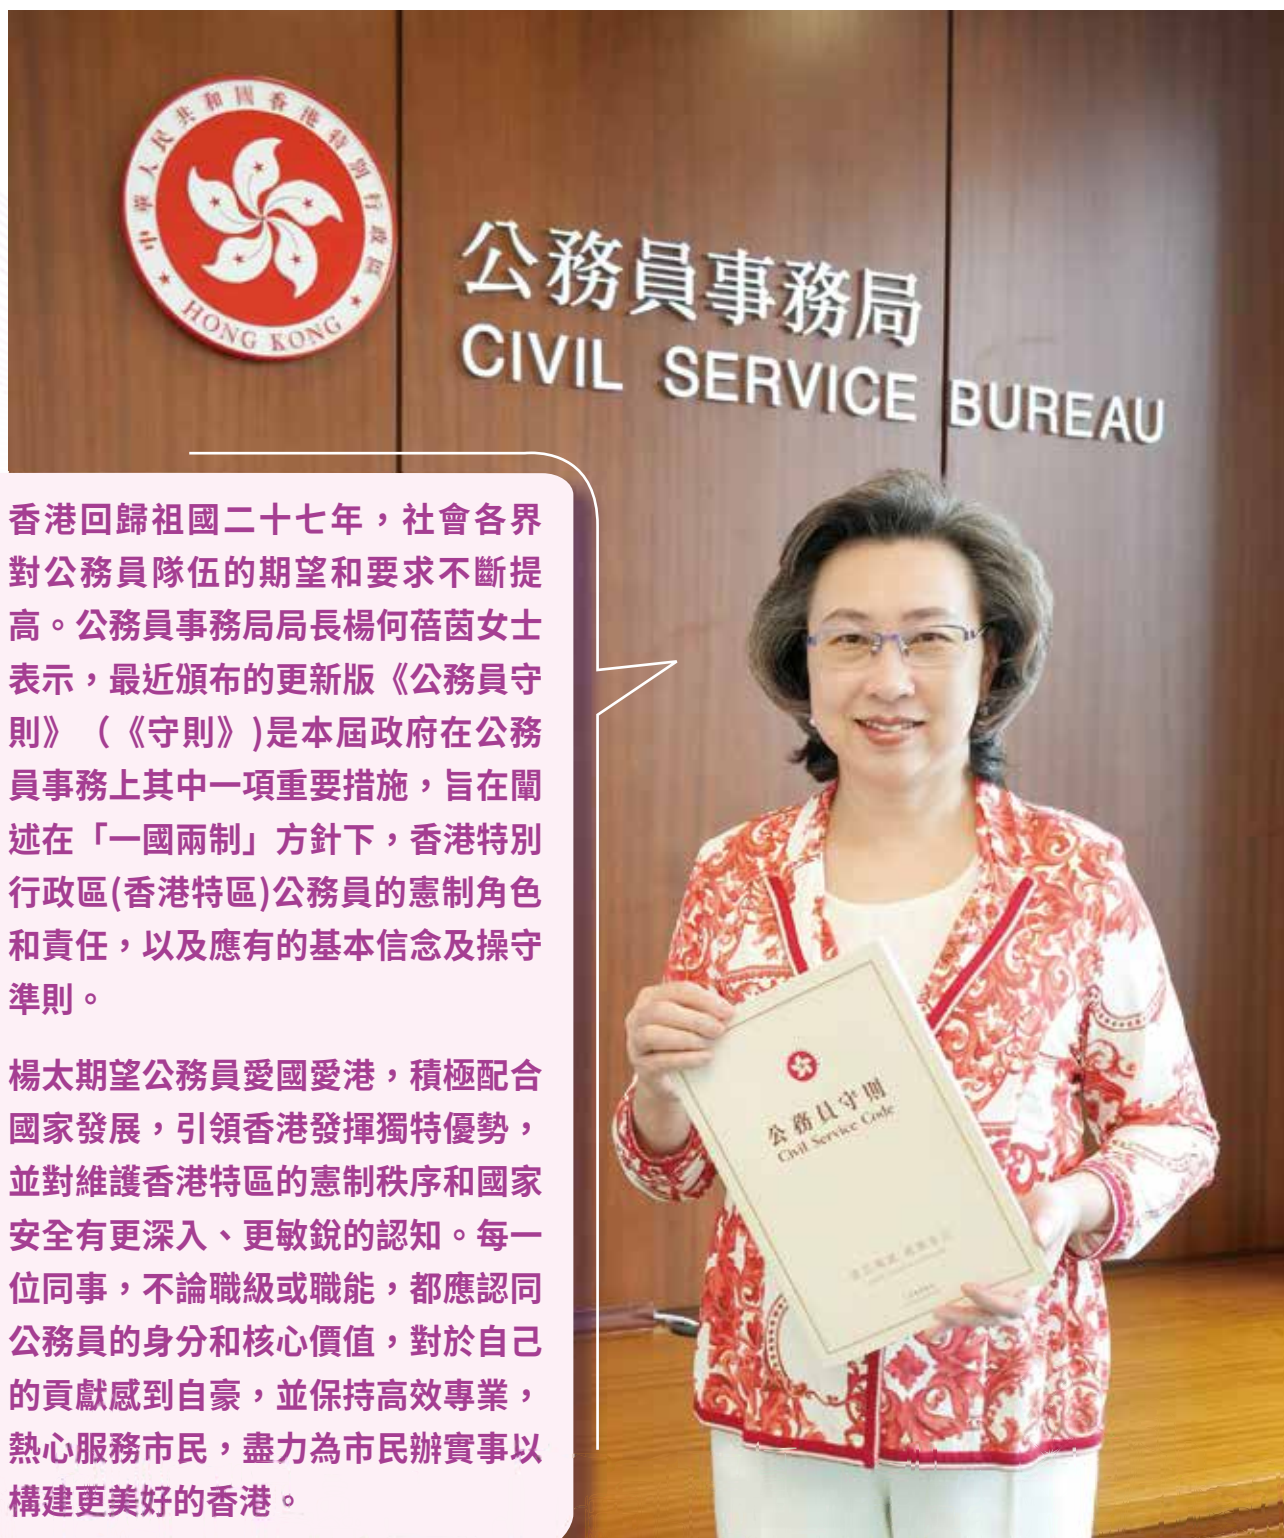 中華人民共和國香港特別行政區
HONG KONG
公務員事務局
CIVIL SERVICE BUREAU
香港回歸祖國二十七年，社會各界
對公務員隊伍的期望和要求不斷提
高。公務員事務局局長楊何蓓茵女士
表示，最近頒布的更新版《公務員守
則》（《守則》)是本屆政府在公務
員事務上其中一項重要措施，旨在闡
述在「一國兩制」方針下，香港特別
行政區(香港特區)公務員的憲制角色
和責任，以及應有的基本信念及操守
準則。
楊太期望公務員愛國愛港，積極配合
國家發展，引領香港發揮獨特優勢，
並對維護香港特區的憲制秩序和國家
安全有更深入、更敏銳的認知。每一
位同事，不論職級或職能，都應認同
公務員的身分和核心價值，對於自己
的貢獻感到自豪，並保持高效專業，
熱心服務市民，盡力為市民辦實事以
構建更美好的香港。
公務員守則
Civil Service Code